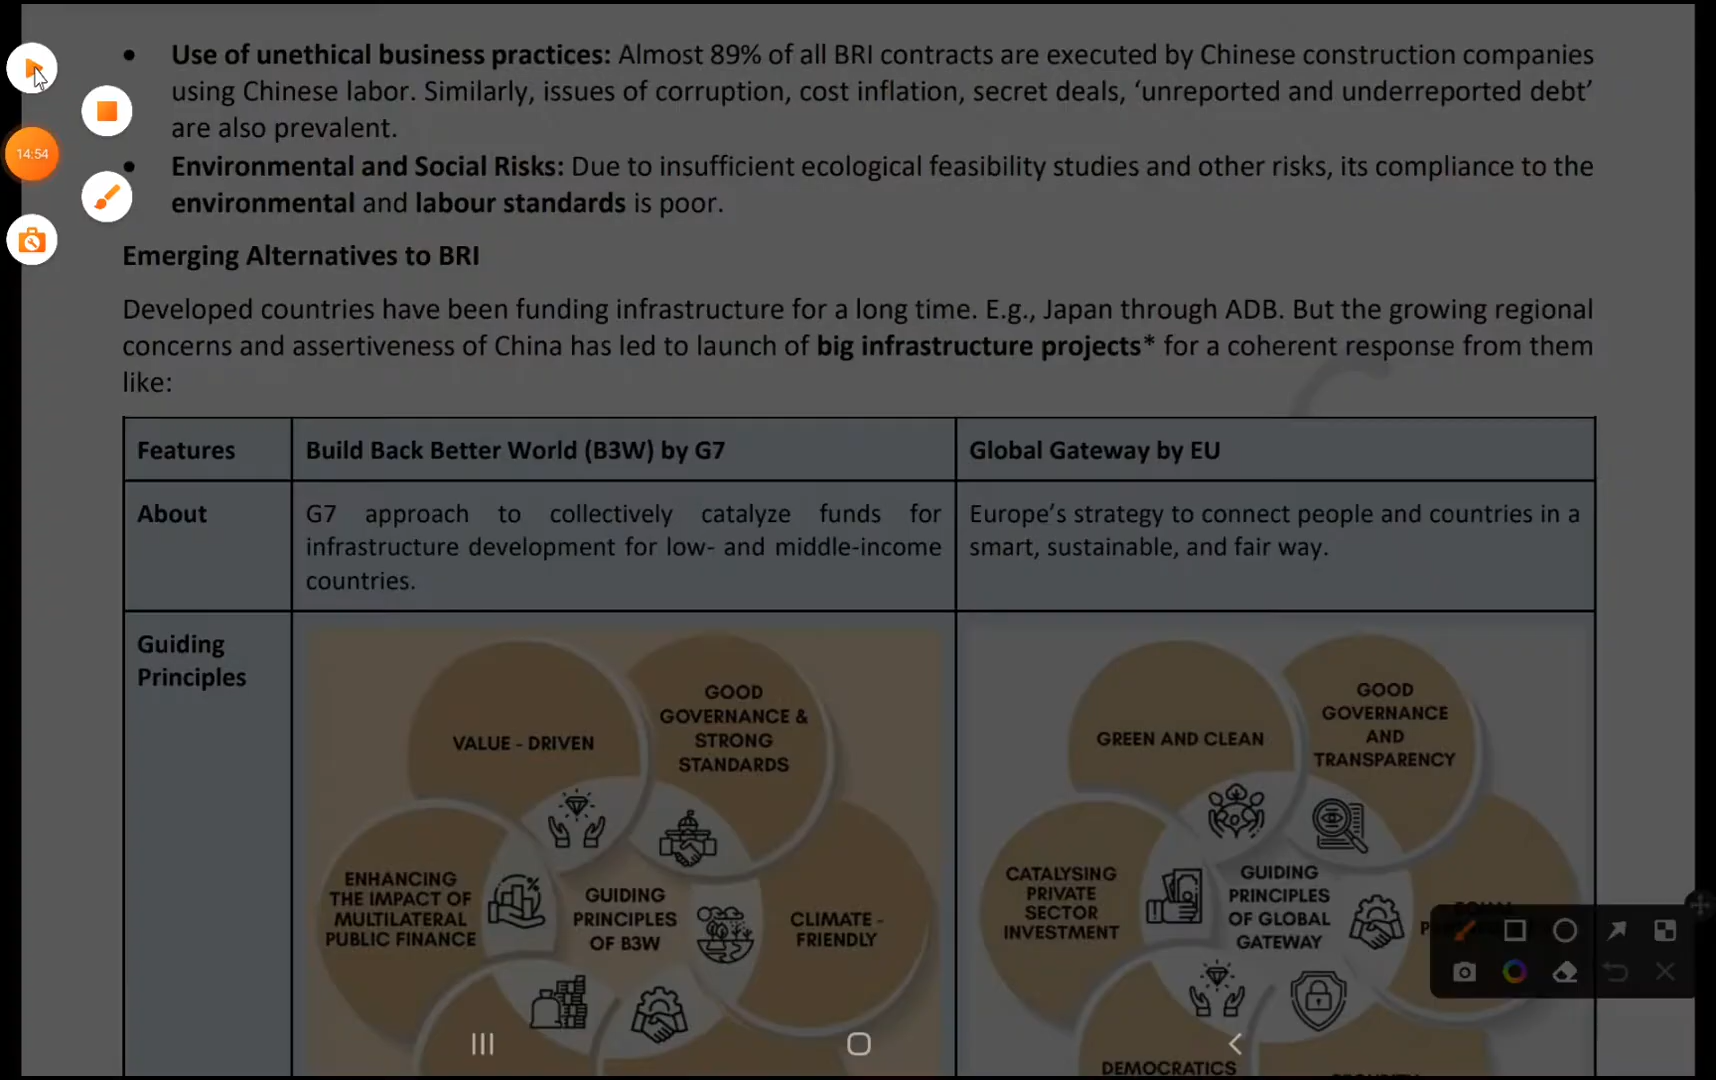 • Use of unethical business practices: Almost 89% of all BRI contracts are executed by Chinese construction companies
using Chinese labor. Similarly, issues of corruption, cost inflation, secret deals, ‘unreported and underreported debt’
are also prevalent.
• Environmental and Social Risks: Due to insufficient ecological feasibility studies and other risks, its compliance to the
environmental and labour standards is poor.
14:54
Emerging Alternatives to BRI
Developed countries have been funding infrastructure for a long time. E.g., Japan through ADB. But the growing regional
concerns and assertiveness of China has led to launch of big infrastructure projects* for a coherent response from them
like:
Features
Build Back Better World (B3W) by G7
Global Gateway by EU
About
G7 approach to collectively catalyze funds for
infrastructure development for low- and middle-income
countries.
Europe’s strategy to connect people and countries in a
smart, sustainable, and fair way.
Guiding
Principles
VALUE - DRIVEN
GOOD
GOVERNANCE &
STRONG
STANDARDS
ENHANCING
THE IMPACT OF
MULTILATERAL
PUBLIC FINANCE
GUIDING
PRINCIPLES
OF B3W
CLIMATE -
FRIENDLY
GREEN AND CLEAN
GOOD
GOVERNANCE
AND
TRANSPARENCY
CATALYSING
PRIVATE
SECTOR
INVESTMENT
GUIDING
PRINCIPLES
OF GLOBAL
GATEWAY
DEMOCRATICS